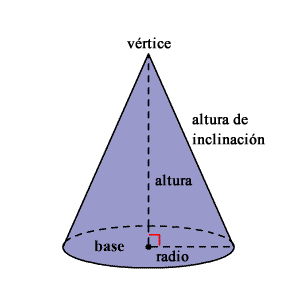 vértice
altura de
inclinación
altura
base
radio